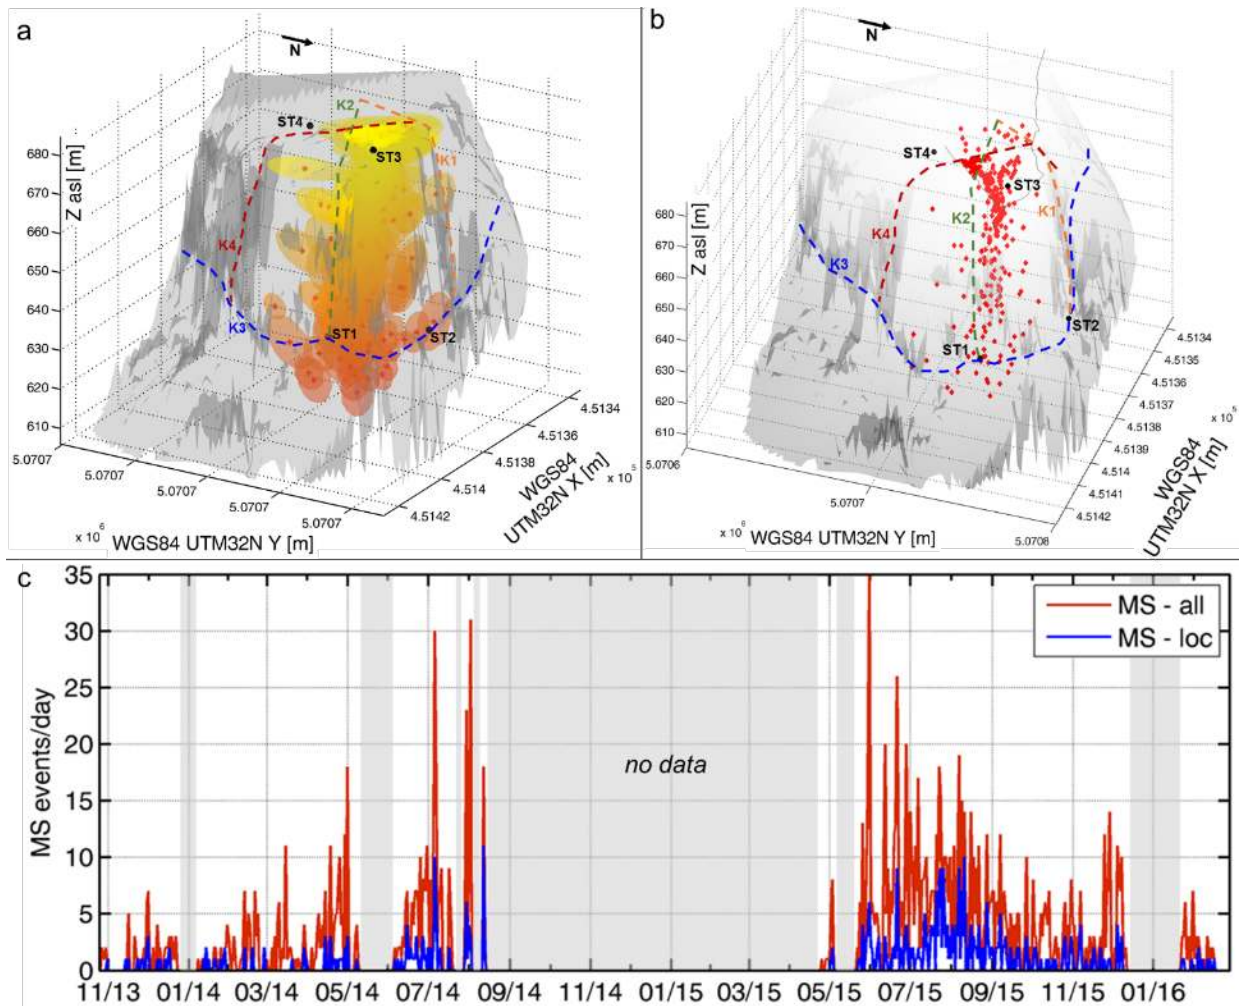 a
N
K2
ST4
ST3
K1
K4
K3
ST1
ST2
Z asl [m]
680
670
660
650
640
630
620
610
5.0707
5.0707
5.0707
5.0707
5.0707
x 10⁶
WGS84 UTM32N Y [m]
4.5142
4.514
4.5138
4.5136
4.5134
WGS84
UTM32N X [m]
x 10⁵
b
N
ST4
ST3
K2
K1
K4
K3
ST1
ST2
Z asl [m]
680
670
660
650
640
630
620
610
5.0706
5.0707
5.0708
x 10⁶
WGS84 UTM32N Y [m]
4.5134
4.5135
4.5136
4.5137
4.5138
4.5139
4.514
4.5141
4.5142
x 10⁵
WGS84
UTM32N X [m]
c
MS events/day
35
30
25
20
15
10
5
0
no data
MS - all
MS - loc
11/13 01/14 03/14 05/14 07/14 09/14 11/14 01/15 03/15 05/15 07/15 09/15 11/15 01/16